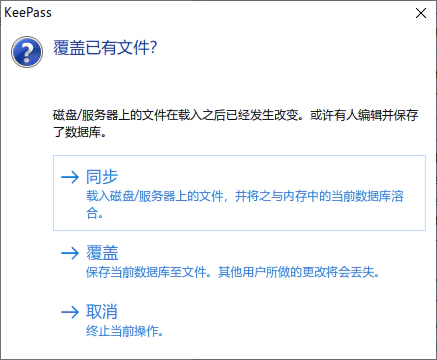 KeePass
覆盖已有文件?
磁盘/服务器上的文件在载入之后已经发生改变。或许有人编辑并保存
了数据库。
同步
载入磁盘/服务器上的文件，并将之与内存中的当前数据库溶
合。
覆盖
保存当前数据库至文件。其他用户所做的更改将会丢失。
取消
终止当前操作。